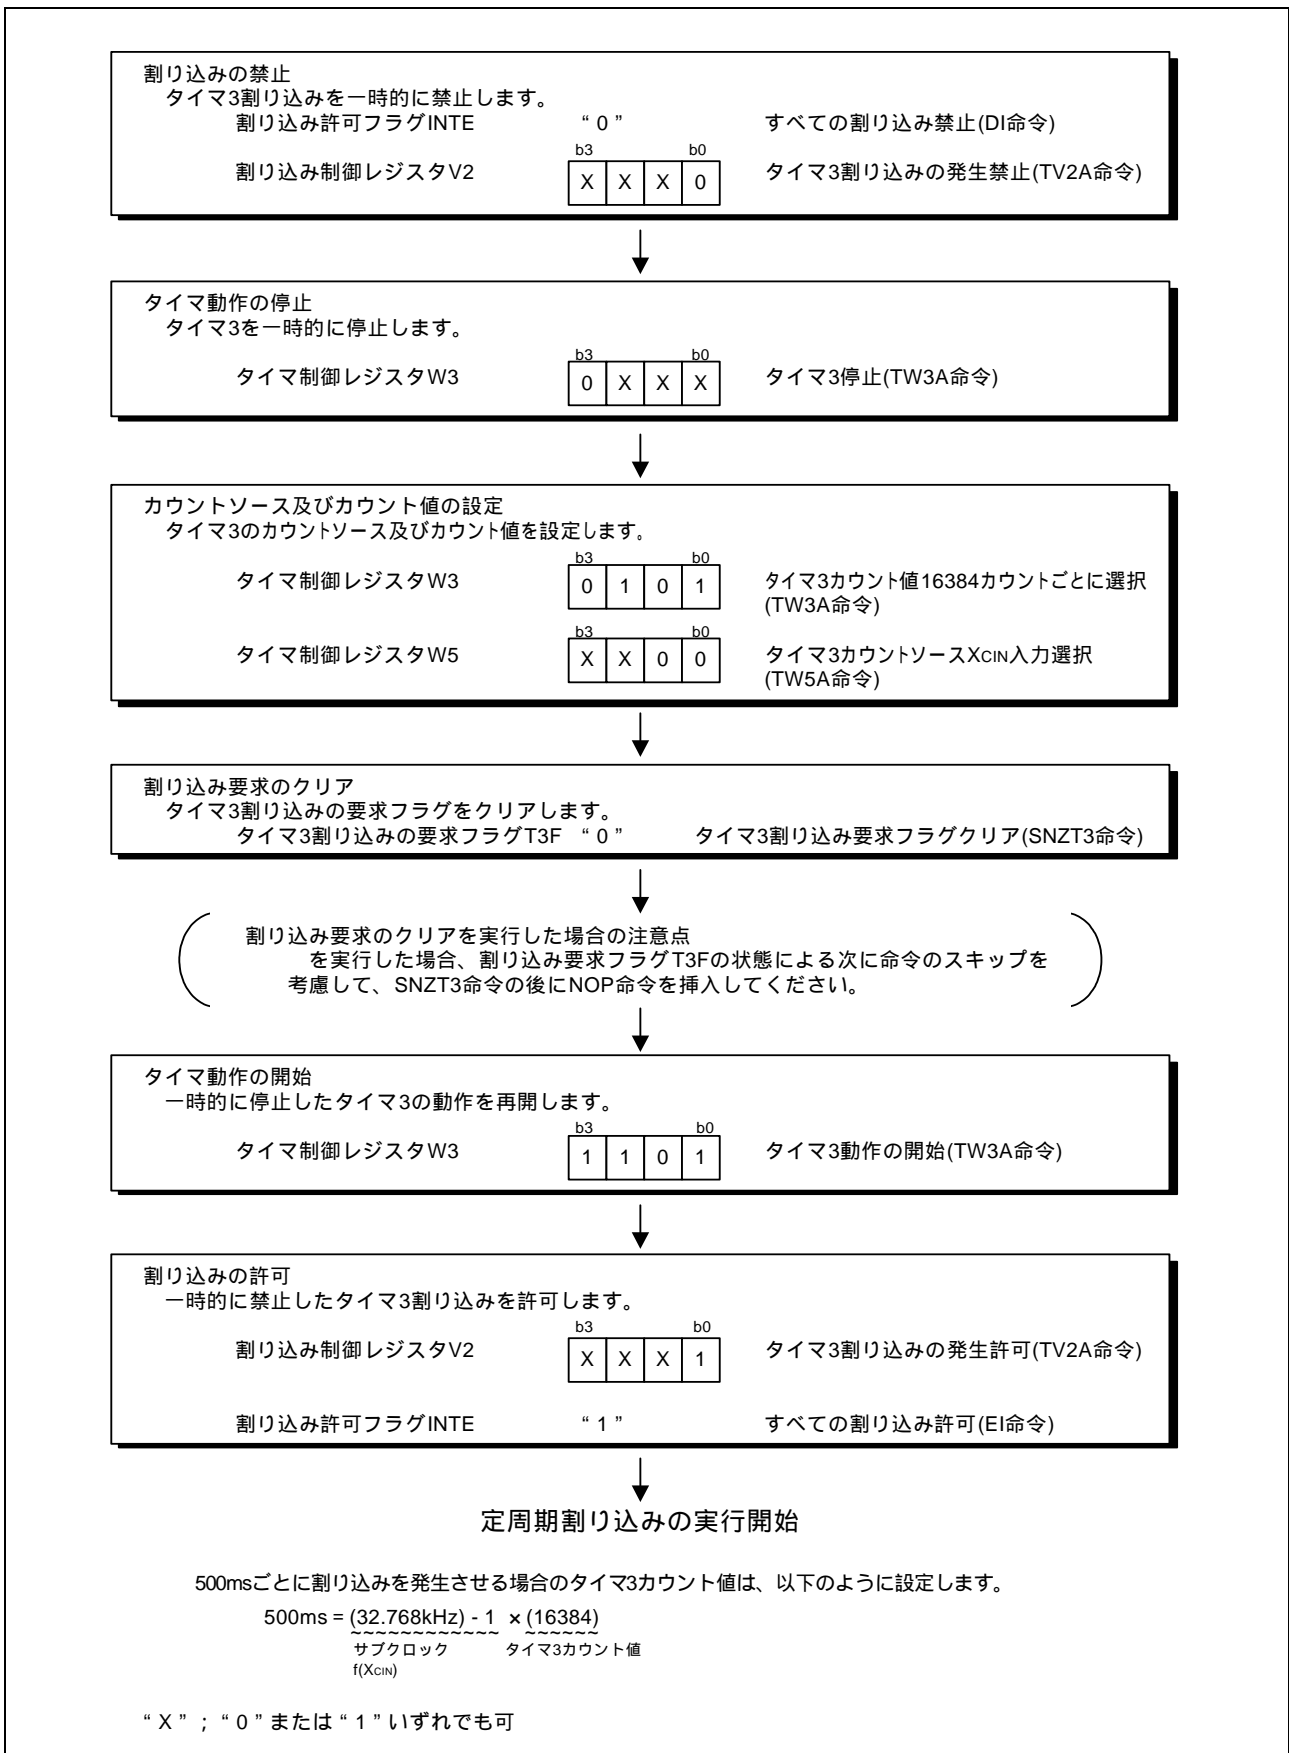 割り込みの禁止
タイマ3割り込みを一時的に禁止します。
割り込み許可フラグINTE “ 0 ” すべての割り込み禁止(DI命令)
b3 b0
割り込み制御レジスタV2 X X X 0 タイマ3割り込みの発生禁止(TV2A命令)
タイマ動作の停止
タイマ3を一時的に停止します。
b3 b0
タイマ制御レジスタW3 0 X X X タイマ3停止(TW3A命令)
カウントソース及びカウント値の設定
タイマ3のカウントソース及びカウント値を設定します。
b3 b0
タイマ制御レジスタW3 0 1 0 1 タイマ3カウント値16384カウントごとに選択
(TW3A命令)
b3 b0
タイマ制御レジスタW5 X X 0 0 タイマ3カウントソースXCIN入力選択
(TW5A命令)
割り込み要求のクリア
タイマ3割り込みの要求フラグをクリアします。
タイマ3割り込みの要求フラグT3F “ 0 ” タイマ3割り込み要求フラグクリア(SNZT3命令)
割り込み要求のクリアを実行した場合の注意点
を実行した場合、割り込み要求フラグT3Fの状態による次に命令のスキップを
考慮して、SNZT3命令の後にNOP命令を挿入してください。
タイマ動作の開始
一時的に停止したタイマ3の動作を再開します。
b3 b0
タイマ制御レジスタW3 1 1 0 1 タイマ3動作の開始(TW3A命令)
割り込みの許可
一時的に禁止したタイマ3割り込みを許可します。
b3 b0
割り込み制御レジスタV2 X X X 1 タイマ3割り込みの発生許可(TV2A命令)
割り込み許可フラグINTE “ 1 ” すべての割り込み許可(EI命令)
定周期割り込みの実行開始
500msごとに割り込みを発生させる場合のタイマ3カウント値は、以下のように設定します。
500ms = (32.768kHz) - 1 × (16384)
サブクロック タイマ3カウント値
f(XCIN)
“ X ” ; “ 0 ” または “ 1 ” いずれでも可